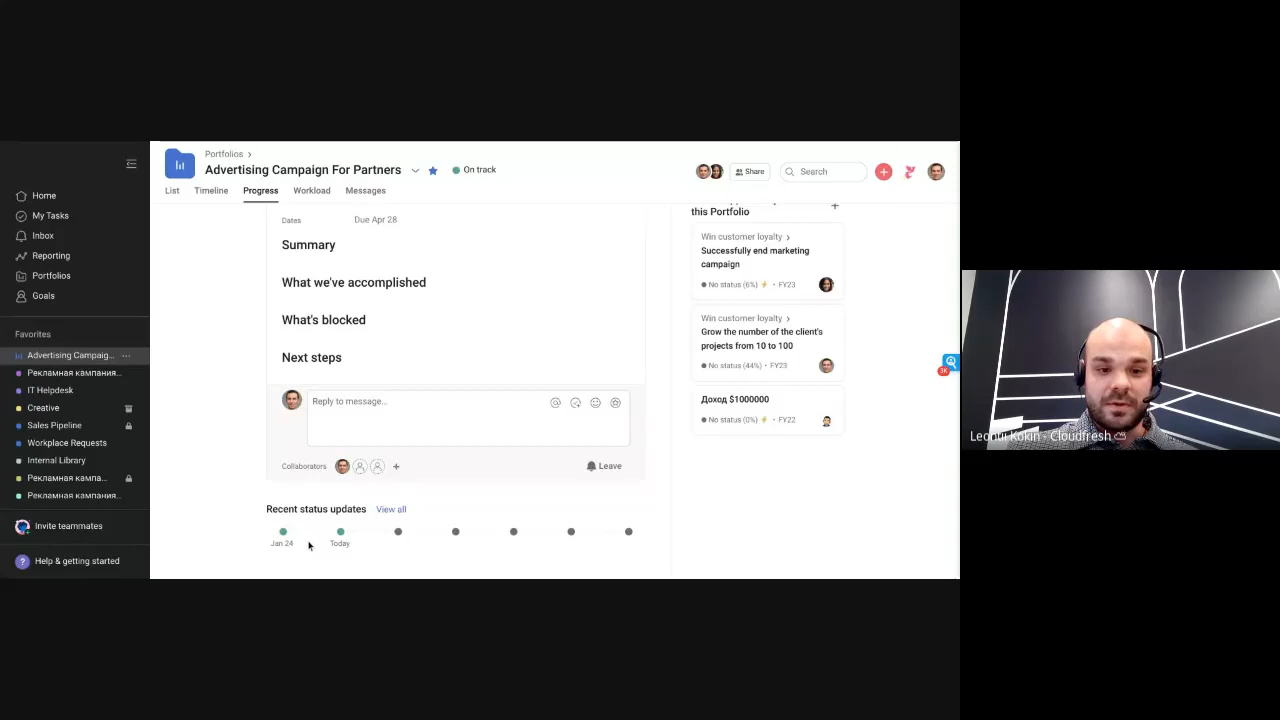 Home
My Tasks
Inbox
Reporting
Portfolios
Goals
Favorites
Advertising Campaig...
Рекламная кампания...
IT Helpdesk
Creative
Sales Pipeline
Workplace Requests
Internal Library
Рекламная кампа...
Рекламная кампания...
Invite teammates
? Help & getting started
Portfolios >
Advertising Campaign For Partners
On track
Share
Search
List Timeline Progress Workload Messages
Dates Due Apr 28
Summary
What we've accomplished
What's blocked
Next steps
Reply to message...
Collaborators
Leave
Recent status updates View all
Jan 24 Today
this Portfolio
Win customer loyalty >
Successfully end marketing
campaign
No status (6%) • FY23
Win customer loyalty >
Grow the number of the client's
projects from 10 to 100
No status (44%) • FY23
Доход $1000000
No status (0%) • FY22
3K
Kokin - Cloudfresh